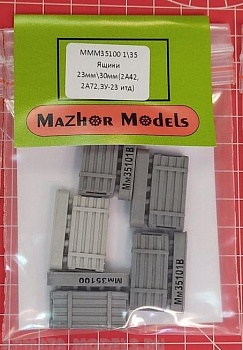 МММ35100 1\35
Ящики
23мм\30мм(2А42,
2А72,ЗУ-23 итд)
MAZHOR MODELS
Мм35101В
Мм35101В
Мм35100